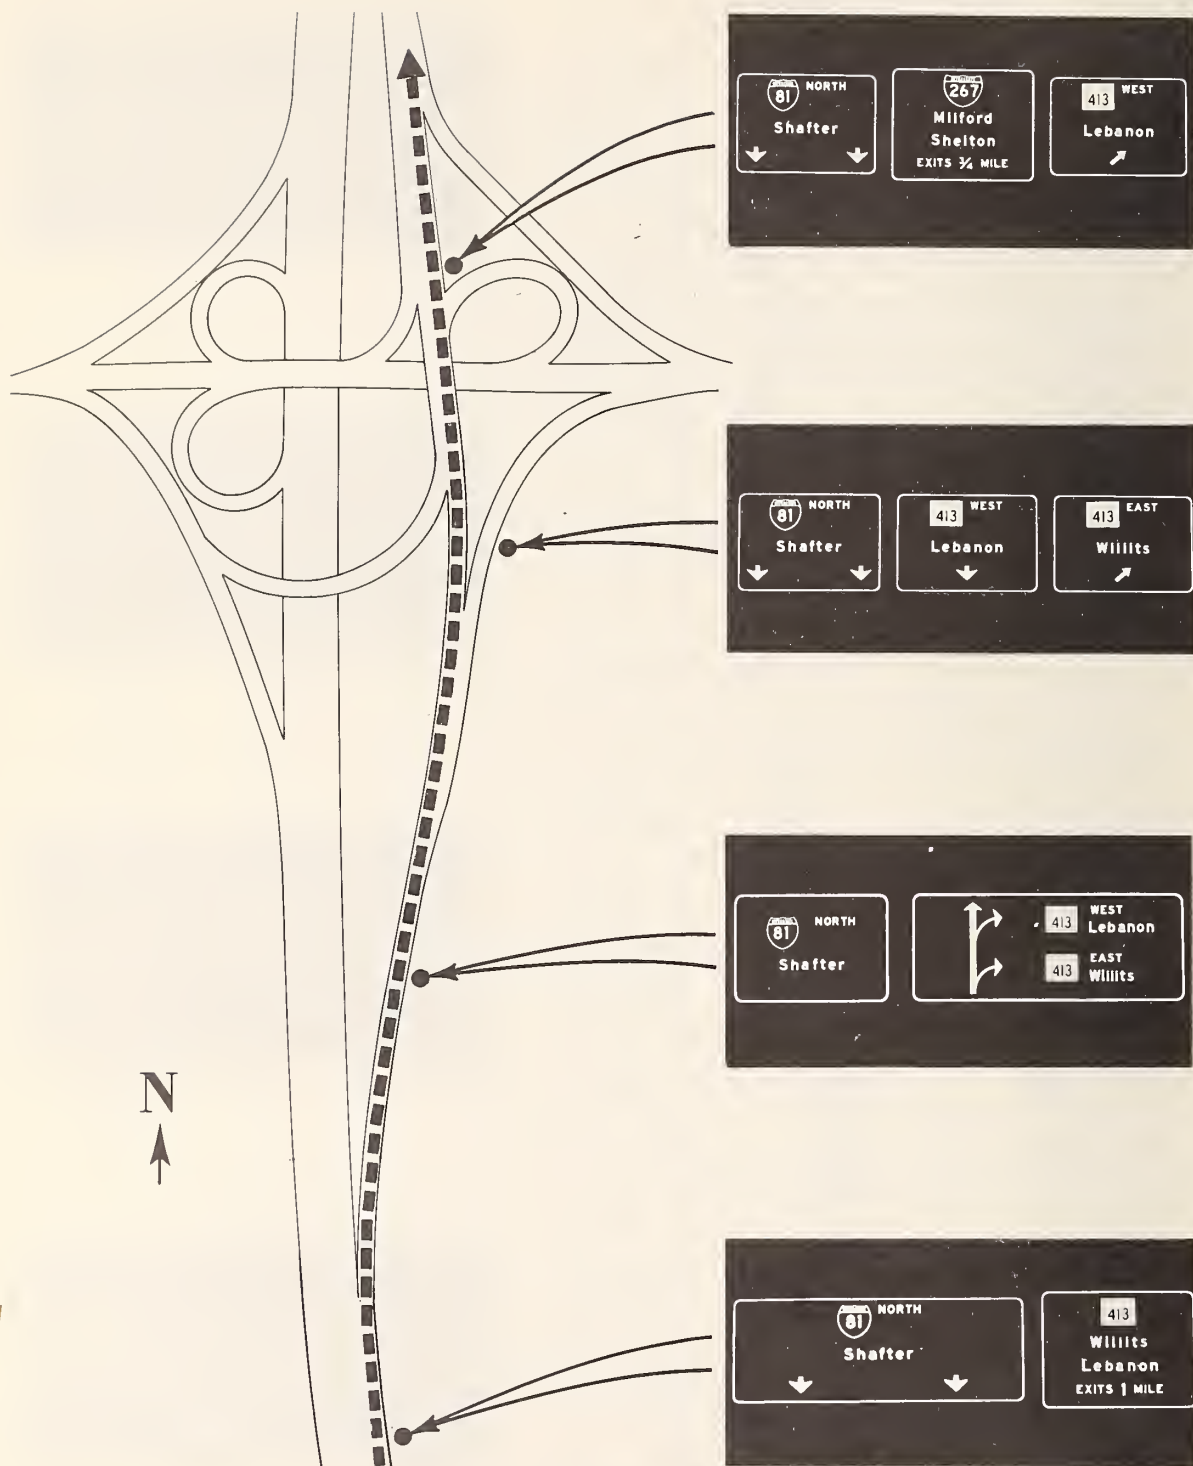 81 NORTH
Shafter
267
Milford
Shelton
EXITS ¾ MILE
413 WEST
Lebanon
81 NORTH
Shafter
413 WEST
Lebanon
413 EAST
Willits
81 NORTH
Shafter
413 WEST
Lebanon
413 EAST
Willits
N
81 NORTH
Shafter
413
Willits
Lebanon
EXITS 1 MILE